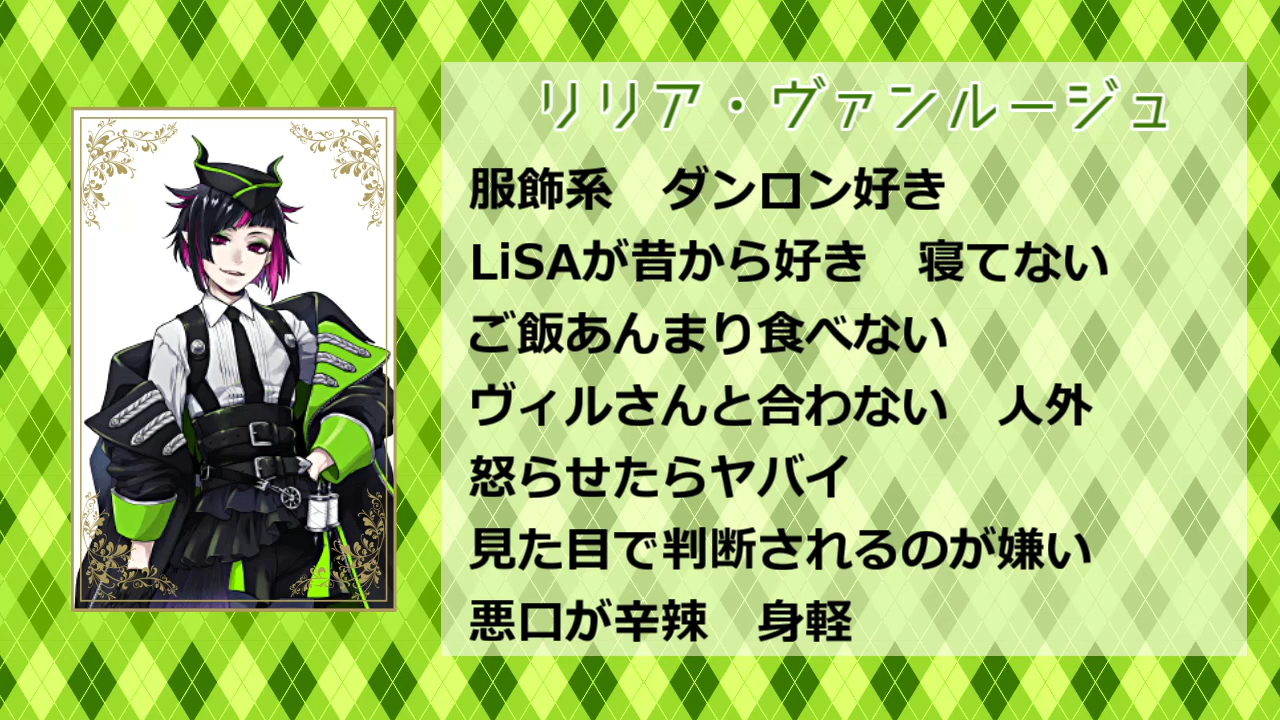 リリア・ヴァンルージュ
服飾系　ダンロン好き
LiSAが昔から好き　寝てない
ご飯あんまり食べない
ヴィルさんと合わない　人外
怒らせたらヤバイ
見た目で判断されるのが嫌い
悪口が辛辣　身軽